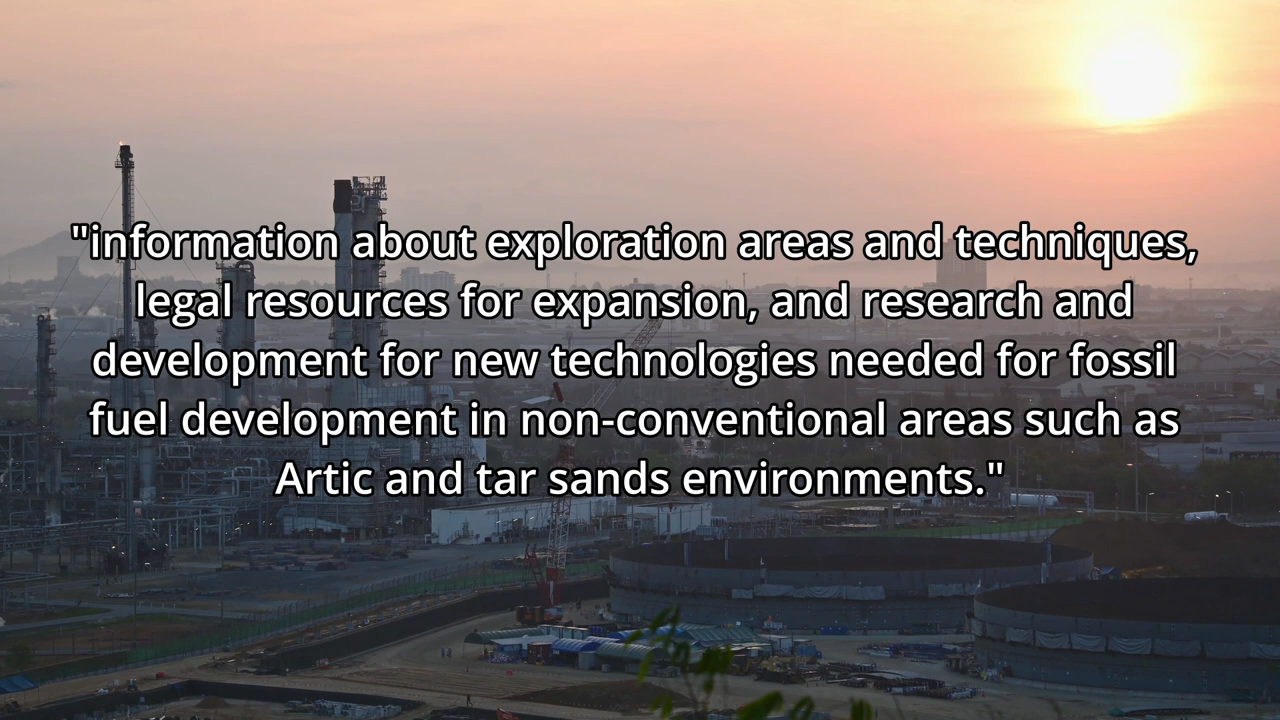 "information about exploration areas and techniques,
legal resources for expansion, and research and
development for new technologies needed for fossil
fuel development in non-conventional areas such as
Artic and tar sands environments."